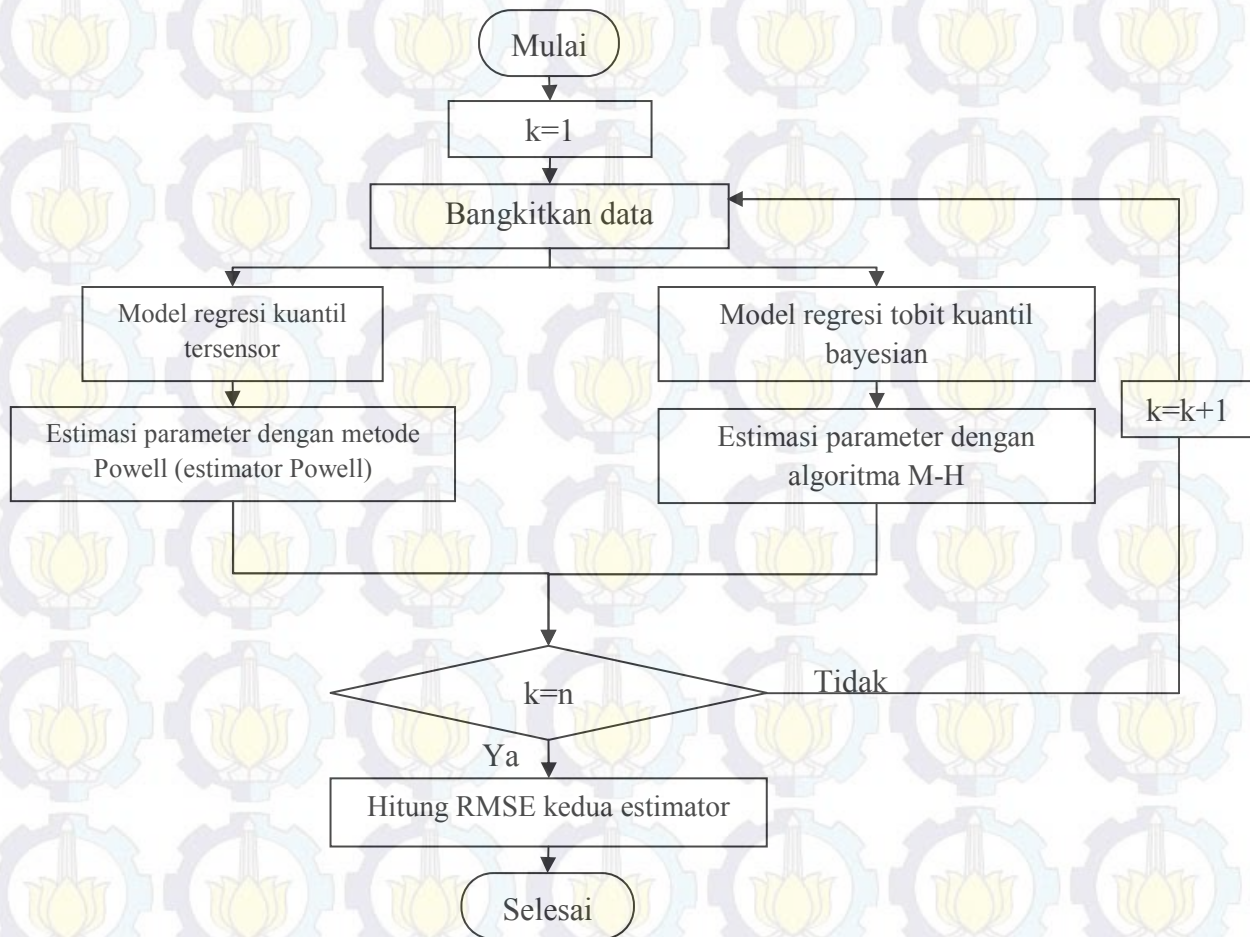 Mulai
k=1
Bangkitkan data
Model regresi kuantil
tersensor
Model regresi tobit kuantil
bayesian
Estimasi parameter dengan metode
Powell (estimator Powell)
Estimasi parameter dengan
algoritma M-H
k=k+1
k=n
Tidak
Ya
Hitung RMSE kedua estimator
Selesai